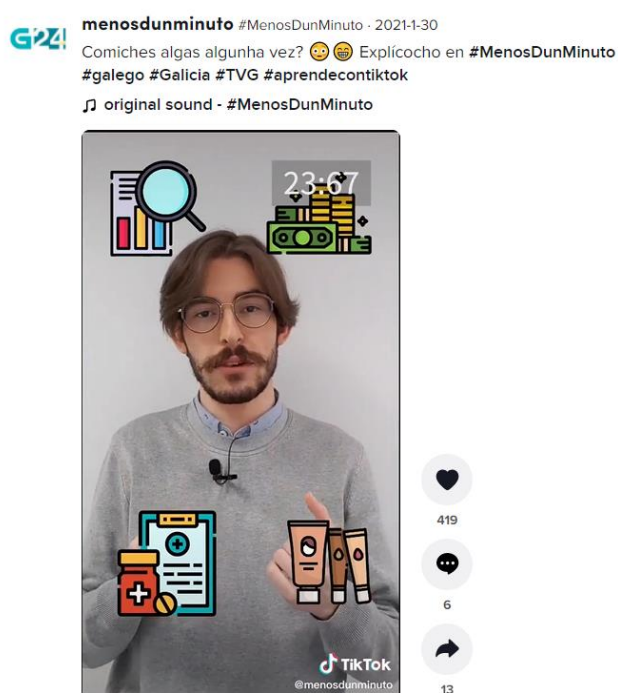 G24
menosdunminuto #MenosDunMinuto · 2021-1-30
Comiches algas algunha vez? 😳😁 Explícocho en #MenosDunMinuto
#galego #Galicia #TVG #aprendecontiktok
original sound - #MenosDunMinuto
23:67
419
6
13
TikTok
@menosdunminuto